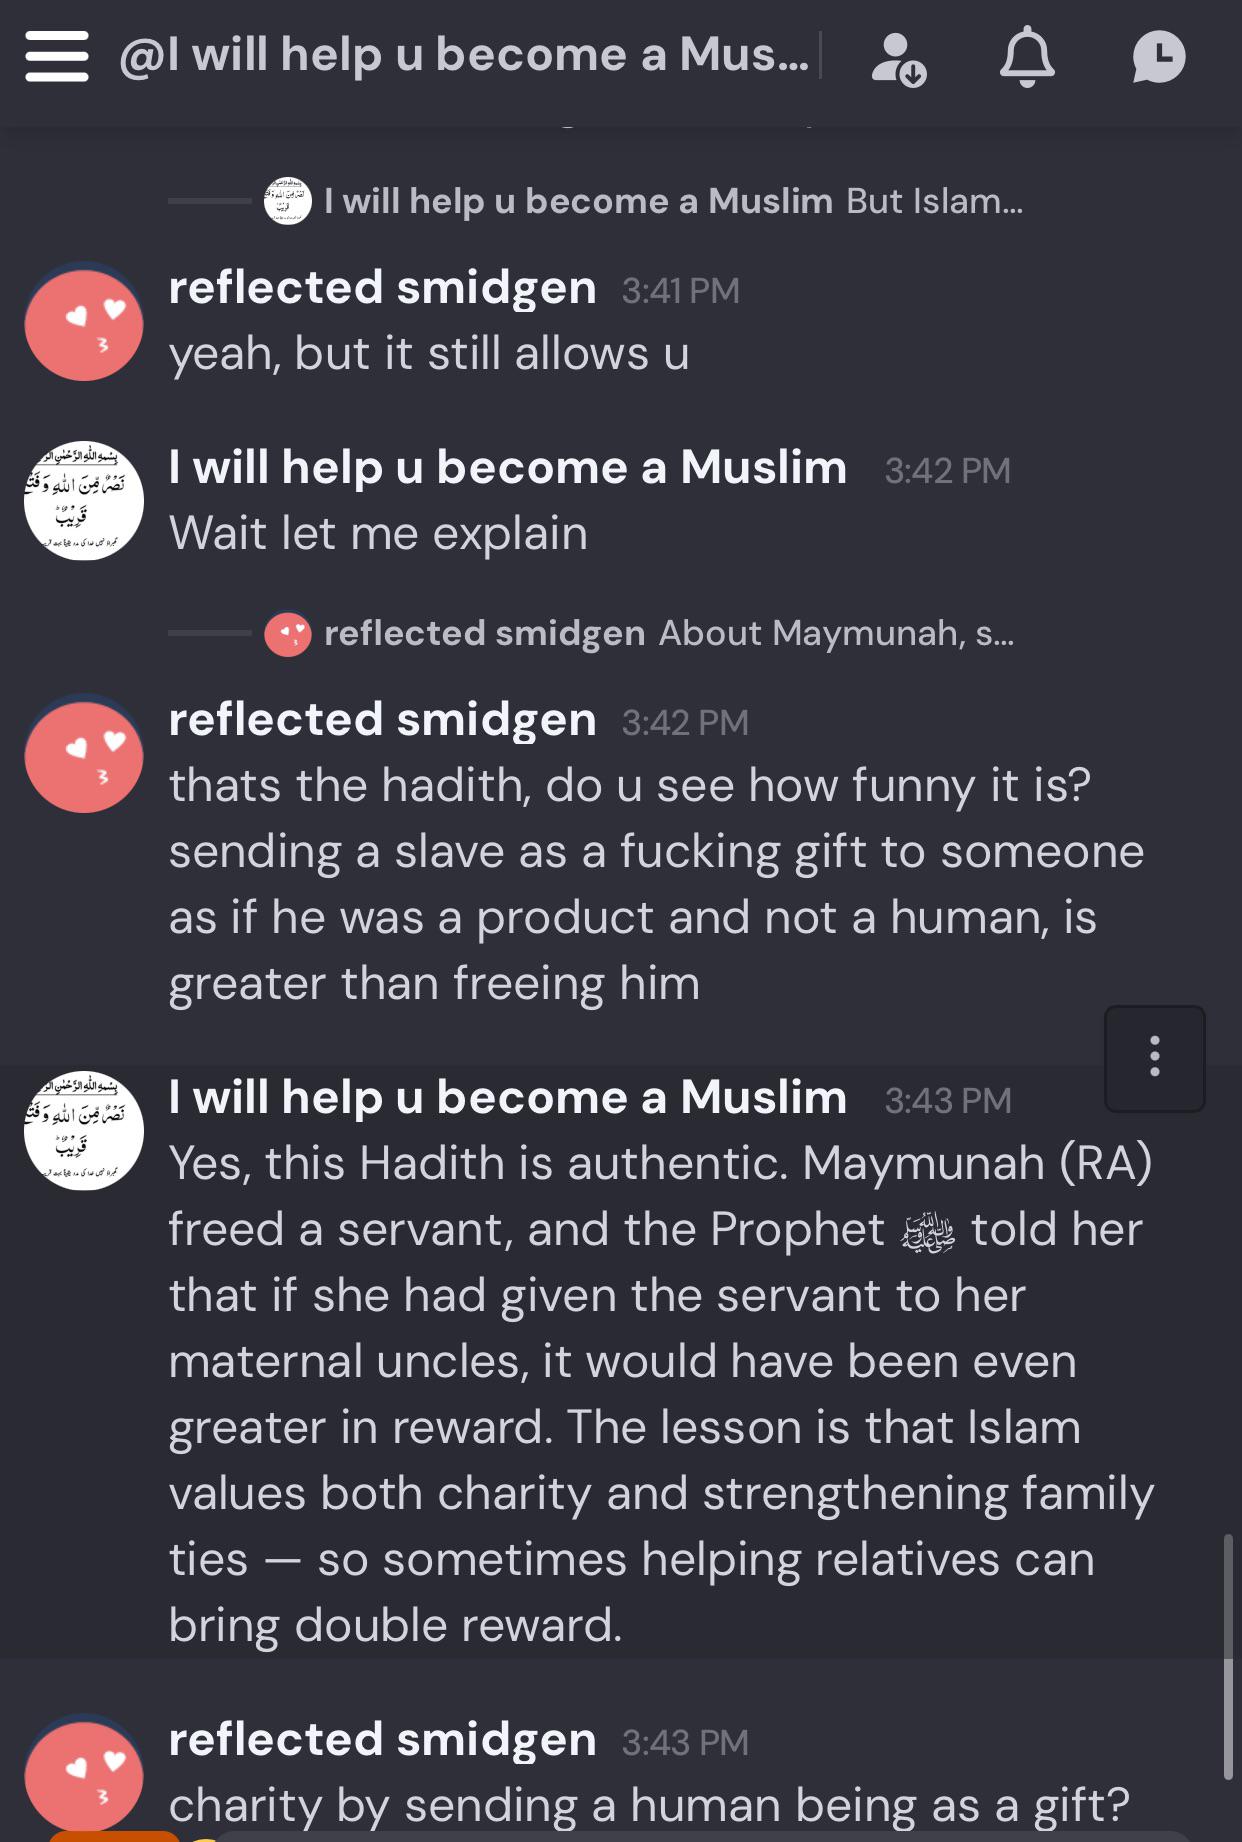 @I will help u become a Mus...
I will help u become a Muslim But Islam...
reflected smidgen 3:41 PM
yeah, but it still allows u
نَصْرٌ مِّنَ اللهِ وَفَتْحٌ
قَرِيْبٌ
I will help u become a Muslim 3:42 PM
Wait let me explain
reflected smidgen About Maymunah, s...
reflected smidgen 3:42 PM
thats the hadith, do u see how funny it is?
sending a slave as a fucking gift to someone
as if he was a product and not a human, is
greater than freeing him
نَصْرٌ مِّنَ اللهِ وَفَتْحٌ
قَرِيْبٌ
I will help u become a Muslim 3:43 PM
Yes, this Hadith is authentic. Maymunah (RA)
freed a servant, and the Prophet ﷺ told her
that if she had given the servant to her
maternal uncles, it would have been even
greater in reward. The lesson is that Islam
values both charity and strengthening family
ties — so sometimes helping relatives can
bring double reward.
reflected smidgen 3:43 PM
charity by sending a human being as a gift?